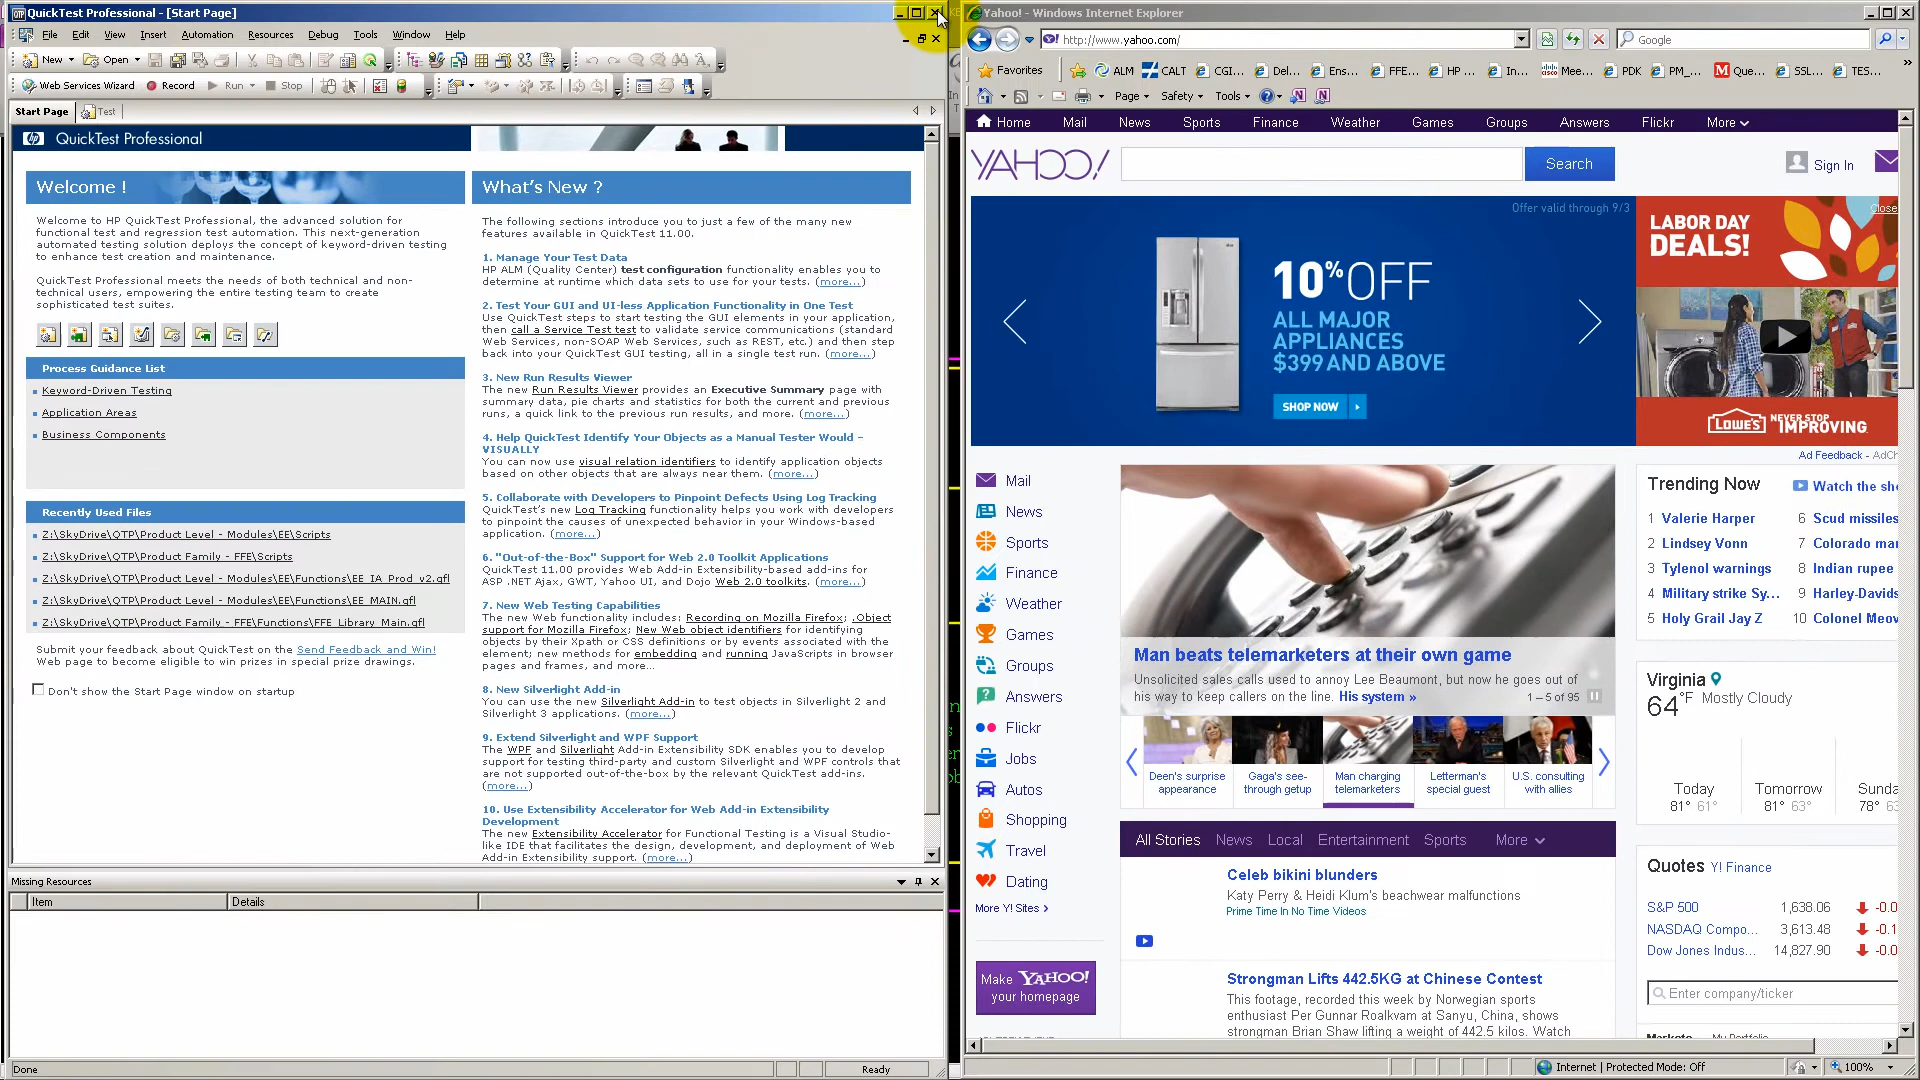 QuickTest Professional - [Start Page]
File Edit View Insert Automation Resources Debug Tools Window Help
New Open
Web Services Wizard Record Run Stop
Start Page Test
QuickTest Professional
Welcome !
Welcome to HP QuickTest Professional, the advanced solution for
functional test and regression test automation. This next-generation
automated testing solution deploys the concept of keyword-driven testing
to enhance test creation and maintenance.
QuickTest Professional meets the needs of both technical and non-
technical users, empowering the entire testing team to create
sophisticated test suites.
Process Guidance List
Keyword-Driven Testing
Application Areas
Business Components
Recently Used Files
Z:\SkyDrive\QTP\Product Level - Modules\EE\Scripts
Z:\SkyDrive\QTP\Product Family - FFE\Scripts
Z:\SkyDrive\QTP\Product Level - Modules\EE\Functions\EE_IA_Prod_v2.qfl
Z:\SkyDrive\QTP\Product Level - Modules\EE\Functions\EE_MAIN.qfl
Z:\SkyDrive\QTP\Product Family - FFE\Functions\FFE_Library_Main.qfl
Submit your feedback about QuickTest on the Send Feedback and Win!
Web page to become eligible to win prizes in special prize drawings.
Don't show the Start Page window on startup
What's New ?
The following sections introduce you to just a few of the many new
features available in QuickTest 11.00.
1. Manage Your Test Data
HP ALM (Quality Center) test configuration functionality enables you to
determine at runtime which data sets to use for your tests. (more...)
2. Test Your GUI and UI-less Application Functionality in One Test
Use QuickTest steps to start testing the GUI elements in your application,
then call a Service Test test to validate service communications (standard
Web Services, non-SOAP Web Services, such as REST, etc.) and then step
back into your QuickTest GUI testing, all in a single test run. (more...)
3. New Run Results Viewer
The new Run Results Viewer provides an Executive Summary page with
summary data, pie charts and statistics for both the current and previous
runs, a quick link to the previous run results, and more. (more...)
4. Help QuickTest Identify Your Objects as a Manual Tester Would –
VISUALLY
You can now use visual relation identifiers to identify application objects
based on other objects that are always near them. (more...)
5. Collaborate with Developers to Pinpoint Defects Using Log Tracking
QuickTest's new Log Tracking functionality helps you work with developers
to pinpoint the causes of unexpected behavior in your Windows-based
application. (more...)
6. "Out-of-the-Box" Support for Web 2.0 Toolkit Applications
QuickTest 11.00 provides Web Add-in Extensibility-based add-ins for
ASP .NET Ajax, GWT, Yahoo UI, and Dojo Web 2.0 toolkits. (more...)
7. New Web Testing Capabilities
The new Web functionality includes: Recording on Mozilla Firefox; .Object
support for Mozilla Firefox; New Web object identifiers for identifying
objects by their Xpath or CSS definitions or by events associated with the
element; new methods for embedding and running JavaScripts in browser
pages and frames, and more...
8. New Silverlight Add-in
You can use the new Silverlight Add-in to test objects in Silverlight 2 and
Silverlight 3 applications. (more...)
9. Extend Silverlight and WPF Support
The WPF and Silverlight Add-in Extensibility SDK enables you to develop
support for testing third-party and custom Silverlight and WPF controls that
are not supported out-of-the-box by the relevant QuickTest add-ins.
(more...)
10. Use Extensibility Accelerator for Web Add-in Extensibility
Development
The new Extensibility Accelerator for Functional Testing is a Visual Studio-
like IDE that facilitates the design, development, and deployment of Web
Add-in Extensibility support. (more...)
Missing Resources
Item Details
Done Ready
Yahoo! - Windows Internet Explorer
http://www.yahoo.com/ Google
Favorites ALM CALT CGI... Del... Ens... FFE... HP ... In... Mee... PDK PM_... Que... SSL... TES...
Page Safety Tools
Home Mail News Sports Finance Weather Games Groups Answers Flickr More
YAHOO! Search Sign In
Offer valid through 9/3
10% OFF
ALL MAJOR
APPLIANCES
$399 AND ABOVE
SHOP NOW
LABOR DAY
DEALS!
Close
LOWE'S NEVER STOP IMPROVING
Ad Feedback - AdCh
Mail
News
Sports
Finance
Weather
Games
Groups
Answers
Flickr
Jobs
Autos
Shopping
Travel
Dating
More Y! Sites >
Make YAHOO!
your homepage
Man beats telemarketers at their own game
Unsolicited sales calls used to annoy Lee Beaumont, but now he goes out of
his way to keep callers on the line. His system »
1 – 5 of 95
Deen's surprise appearance
Gaga's see-through getup
Man charging telemarketers
Letterman's special guest
U.S. consulting with allies
All Stories News Local Entertainment Sports More
Celeb bikini blunders
Katy Perry & Heidi Klum's beachwear malfunctions
Prime Time In No Time Videos
Strongman Lifts 442.5KG at Chinese Contest
This footage, recorded this week by Norwegian sports
enthusiast Per Gunnar Roalkvam at Sanyu, China, shows
strongman Brian Shaw lifting a weight of 442.5 kilos. Watch
Trending Now Watch the sho
1 Valerie Harper 6 Scud missiles
2 Lindsey Vonn 7 Colorado mar
3 Tylenol warnings 8 Indian rupee
4 Military strike Sy... 9 Harley-Davids
5 Holy Grail Jay Z 10 Colonel Meow
Virginia
64°F Mostly Cloudy
Today Tomorrow Sunda
81° 61° 81° 63° 78° 63
Quotes Y! Finance
S&P 500 1,638.06 -0.0
NASDAQ Compo... 3,613.48 -0.1
Dow Jones Indus... 14,827.90 -0.0
Enter company/ticker
Internet | Protected Mode: Off 100%